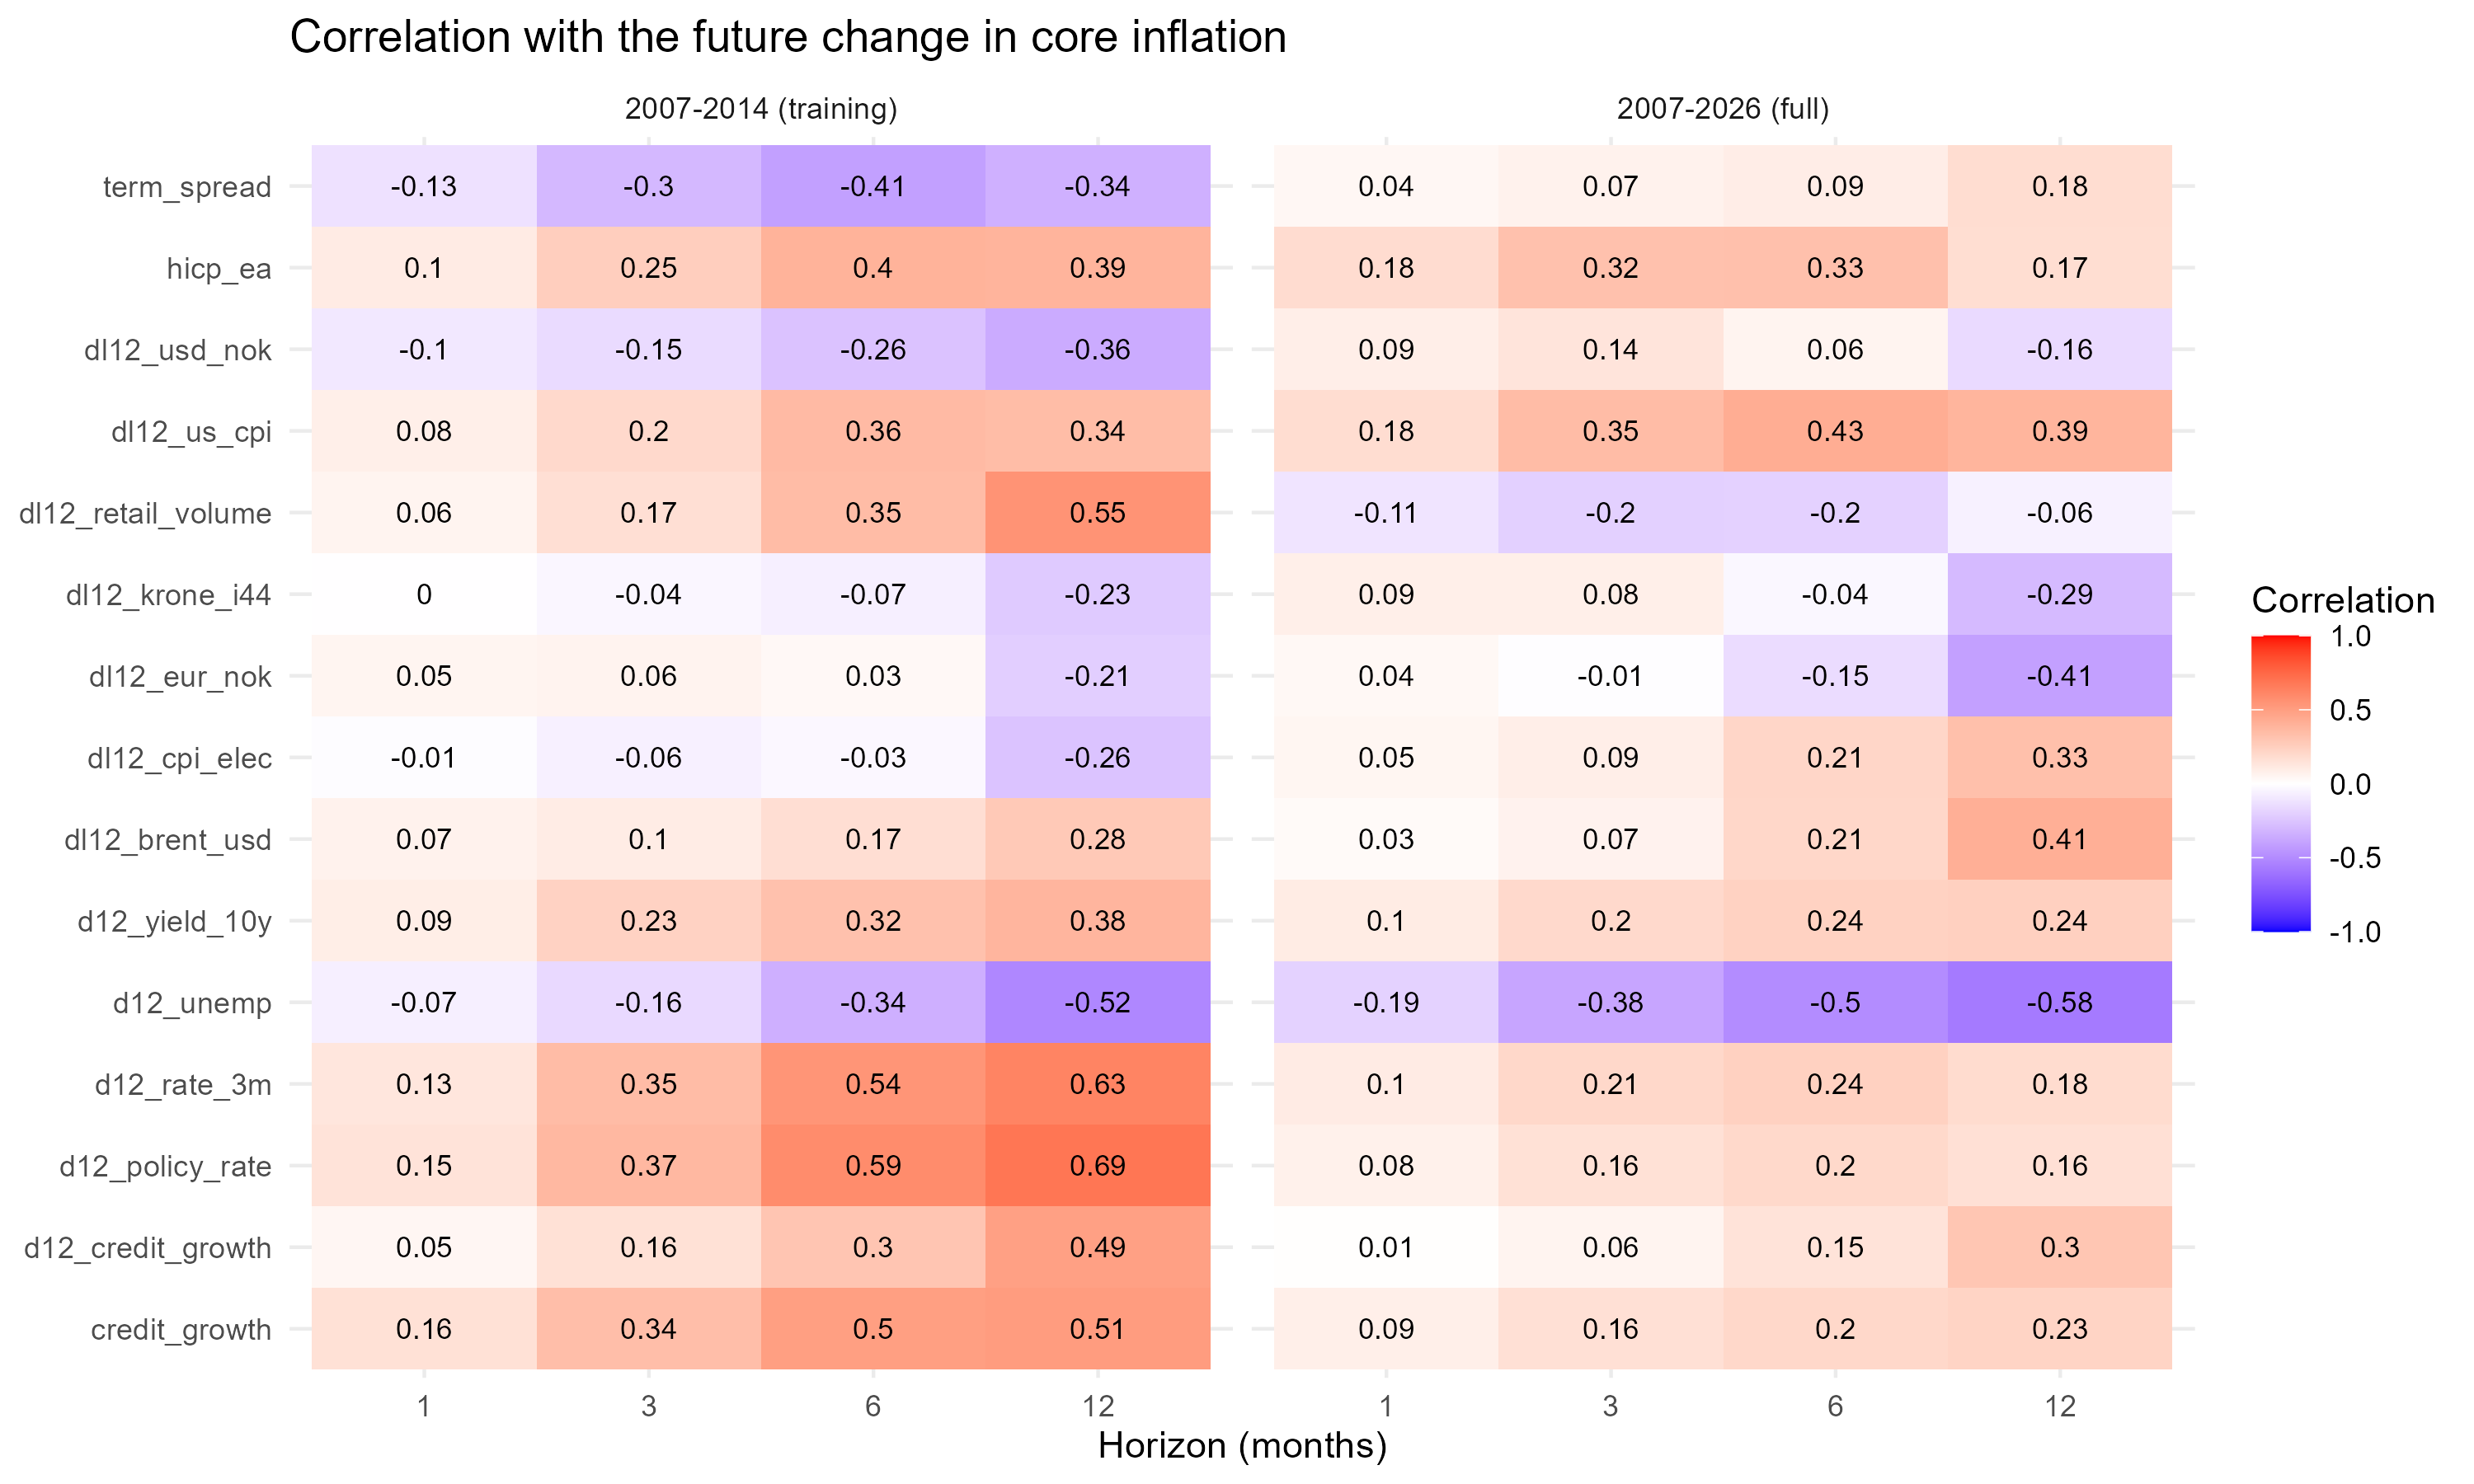 Correlation with the future change in core inflation
2007-2014 (training) 2007-2026 (full)
term_spread -0.13 -0.3 -0.41 -0.34 0.04 0.07 0.09 0.18
hicp_ea 0.1 0.25 0.4 0.39 0.18 0.32 0.33 0.17
dl12_usd_nok -0.1 -0.15 -0.26 -0.36 0.09 0.14 0.06 -0.16
dl12_us_cpi 0.08 0.2 0.36 0.34 0.18 0.35 0.43 0.39
dl12_retail_volume 0.06 0.17 0.35 0.55 -0.11 -0.2 -0.2 -0.06
dl12_krone_i44 0 -0.04 -0.07 -0.23 0.09 0.08 -0.04 -0.29
dl12_eur_nok 0.05 0.06 0.03 -0.21 0.04 -0.01 -0.15 -0.41
dl12_cpi_elec -0.01 -0.06 -0.03 -0.26 0.05 0.09 0.21 0.33
dl12_brent_usd 0.07 0.1 0.17 0.28 0.03 0.07 0.21 0.41
d12_yield_10y 0.09 0.23 0.32 0.38 0.1 0.2 0.24 0.24
d12_unemp -0.07 -0.16 -0.34 -0.52 -0.19 -0.38 -0.5 -0.58
d12_rate_3m 0.13 0.35 0.54 0.63 0.1 0.21 0.24 0.18
d12_policy_rate 0.15 0.37 0.59 0.69 0.08 0.16 0.2 0.16
d12_credit_growth 0.05 0.16 0.3 0.49 0.01 0.06 0.15 0.3
credit_growth 0.16 0.34 0.5 0.51 0.09 0.16 0.2 0.23
1 3 6 12 1 3 6 12
Horizon (months)
Correlation
1.0
0.5
0.0
-0.5
-1.0